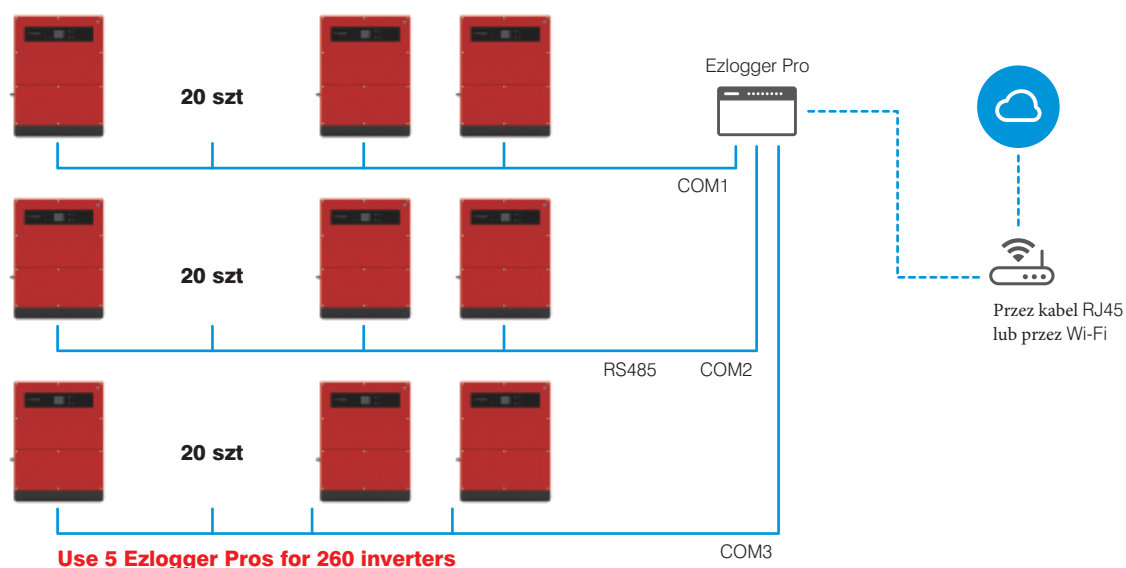 Ezlogger Pro
20 szt
COM1
20 szt
Przez kabel RJ45
lub przez Wi-Fi
RS485
COM2
20 szt
COM3
Use 5 Ezlogger Pros for 260 inverters